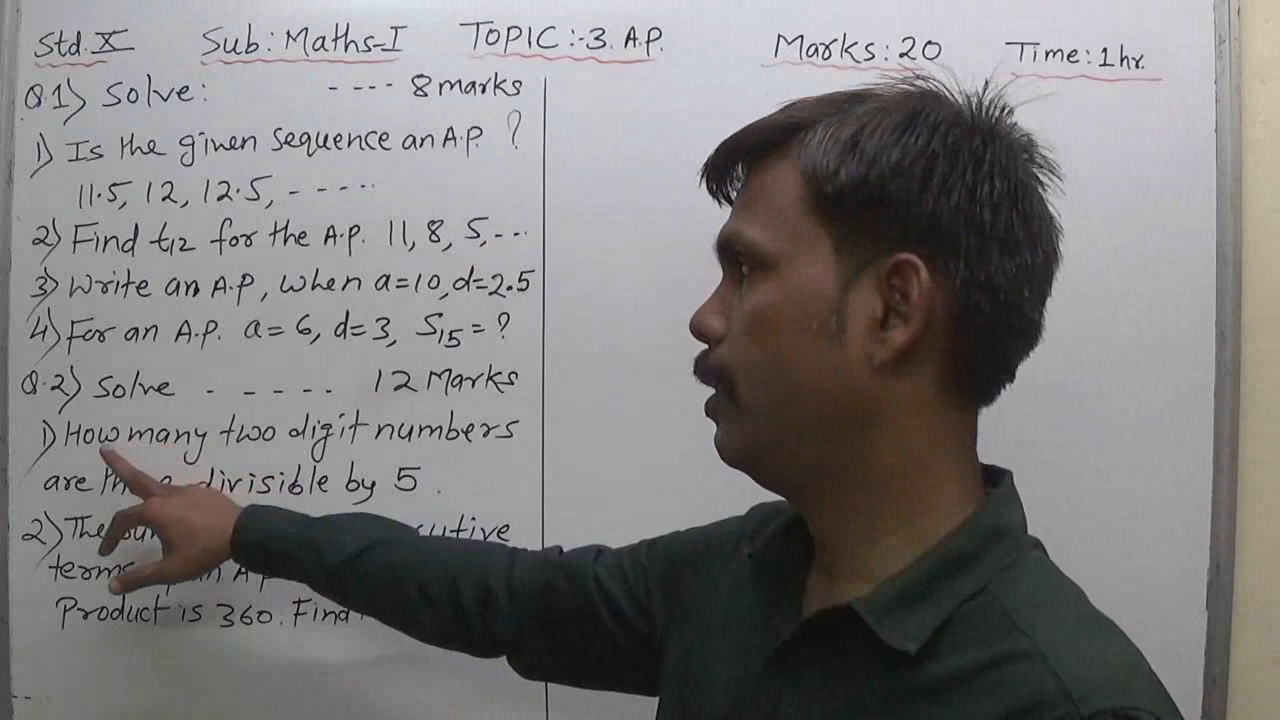 Std. X Sub: Maths-I TOPIC:-3. A.P. Marks: 20 Time: 1 hr.
Q.1) Solve: ---- 8 marks
1) Is the given sequence an A.P. ?
11.5, 12, 12.5, -----
2) Find t12 for the A.P. 11, 8, 5, ---
3) Write an A.P, when a=10, d=2.5
4) For an A.P. a= 6, d=3, S15 = ?
Q.2) Solve ----- 12 Marks
1) How many two digit numbers
are divisible by 5.
2) The
terms A.P
Product is 360. Find